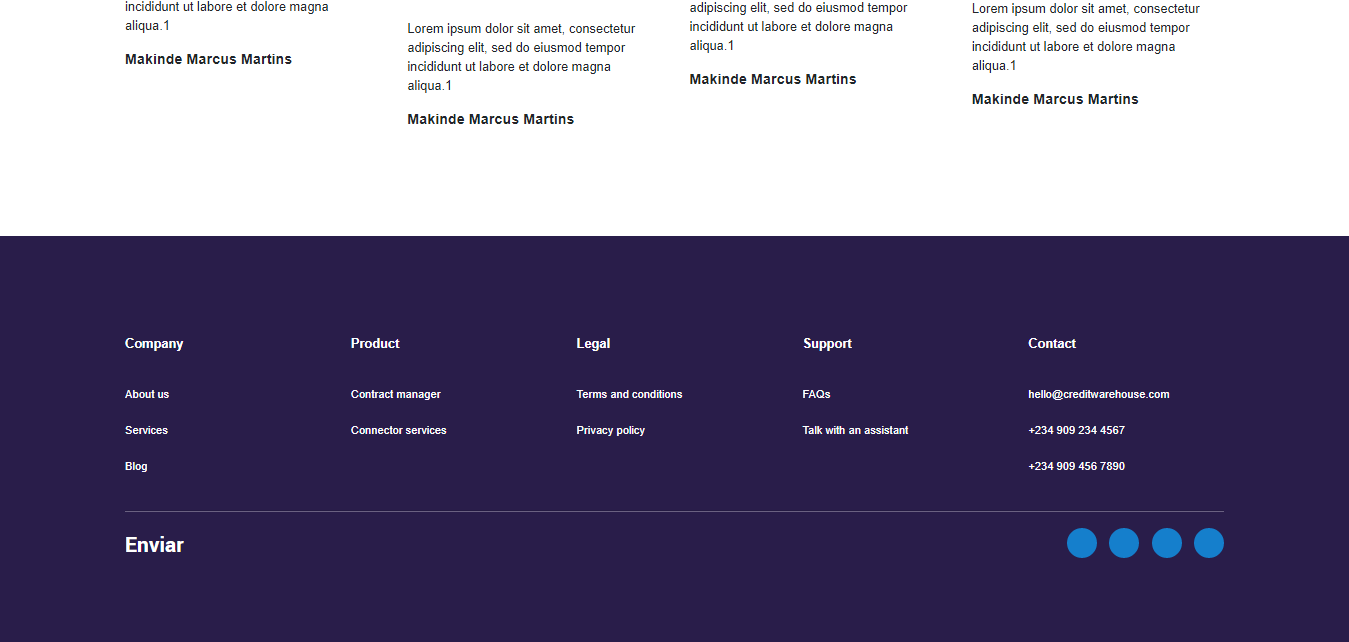 incididunt ut labore et dolore magna
aliqua.1
Makinde Marcus Martins
Lorem ipsum dolor sit amet, consectetur
adipiscing elit, sed do eiusmod tempor
incididunt ut labore et dolore magna
aliqua.1
Makinde Marcus Martins
adipiscing elit, sed do eiusmod tempor
incididunt ut labore et dolore magna
aliqua.1
Makinde Marcus Martins
Lorem ipsum dolor sit amet, consectetur
adipiscing elit, sed do eiusmod tempor
incididunt ut labore et dolore magna
aliqua.1
Makinde Marcus Martins
Company
About us
Services
Blog
Product
Contract manager
Connector services
Legal
Terms and conditions
Privacy policy
Support
FAQs
Talk with an assistant
Contact
hello@creditwarehouse.com
+234 909 234 4567
+234 909 456 7890
Enviar